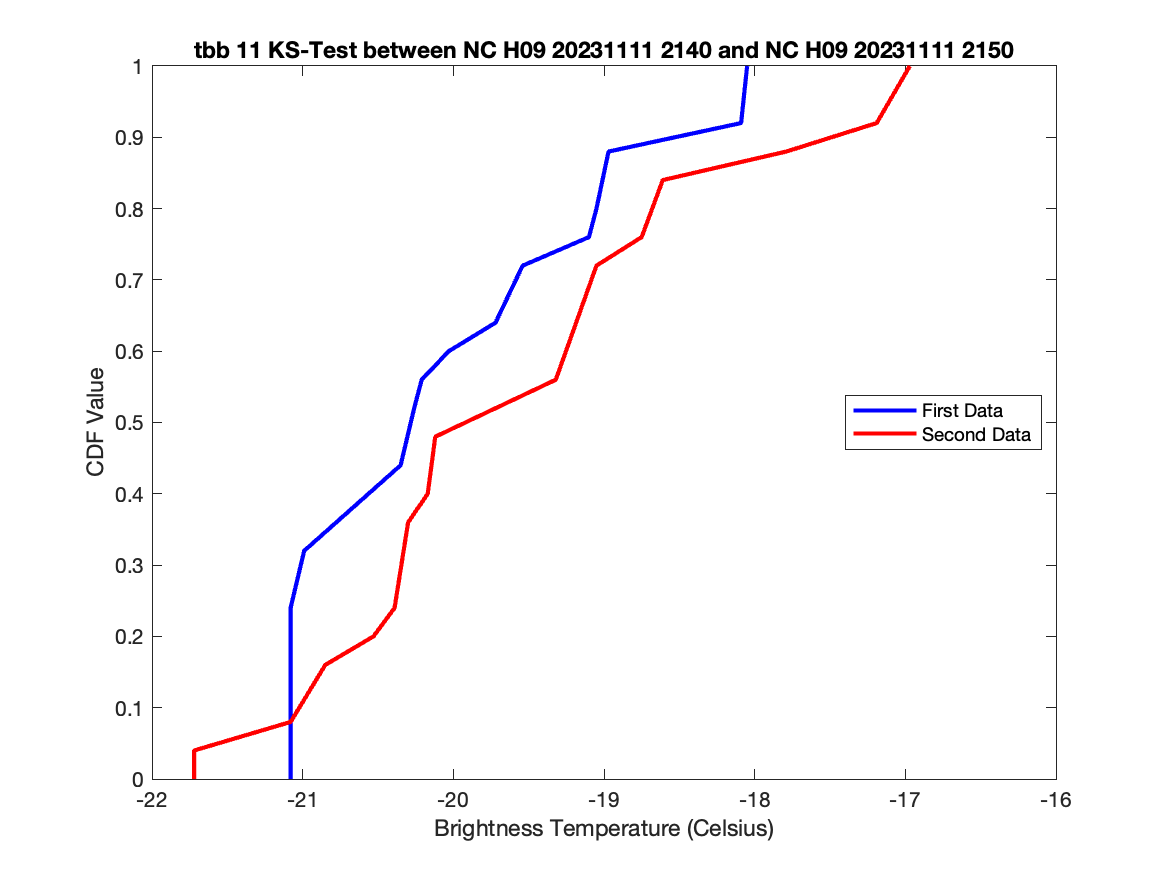 tbb 11 KS-Test between NC H09 20231111 2140 and NC H09 20231111 2150
1
0.9
0.8
0.7
0.6
0.5
0.4
0.3
0.2
0.1
0
CDF Value
First Data
Second Data
-22 -21 -20 -19 -18 -17 -16
Brightness Temperature (Celsius)